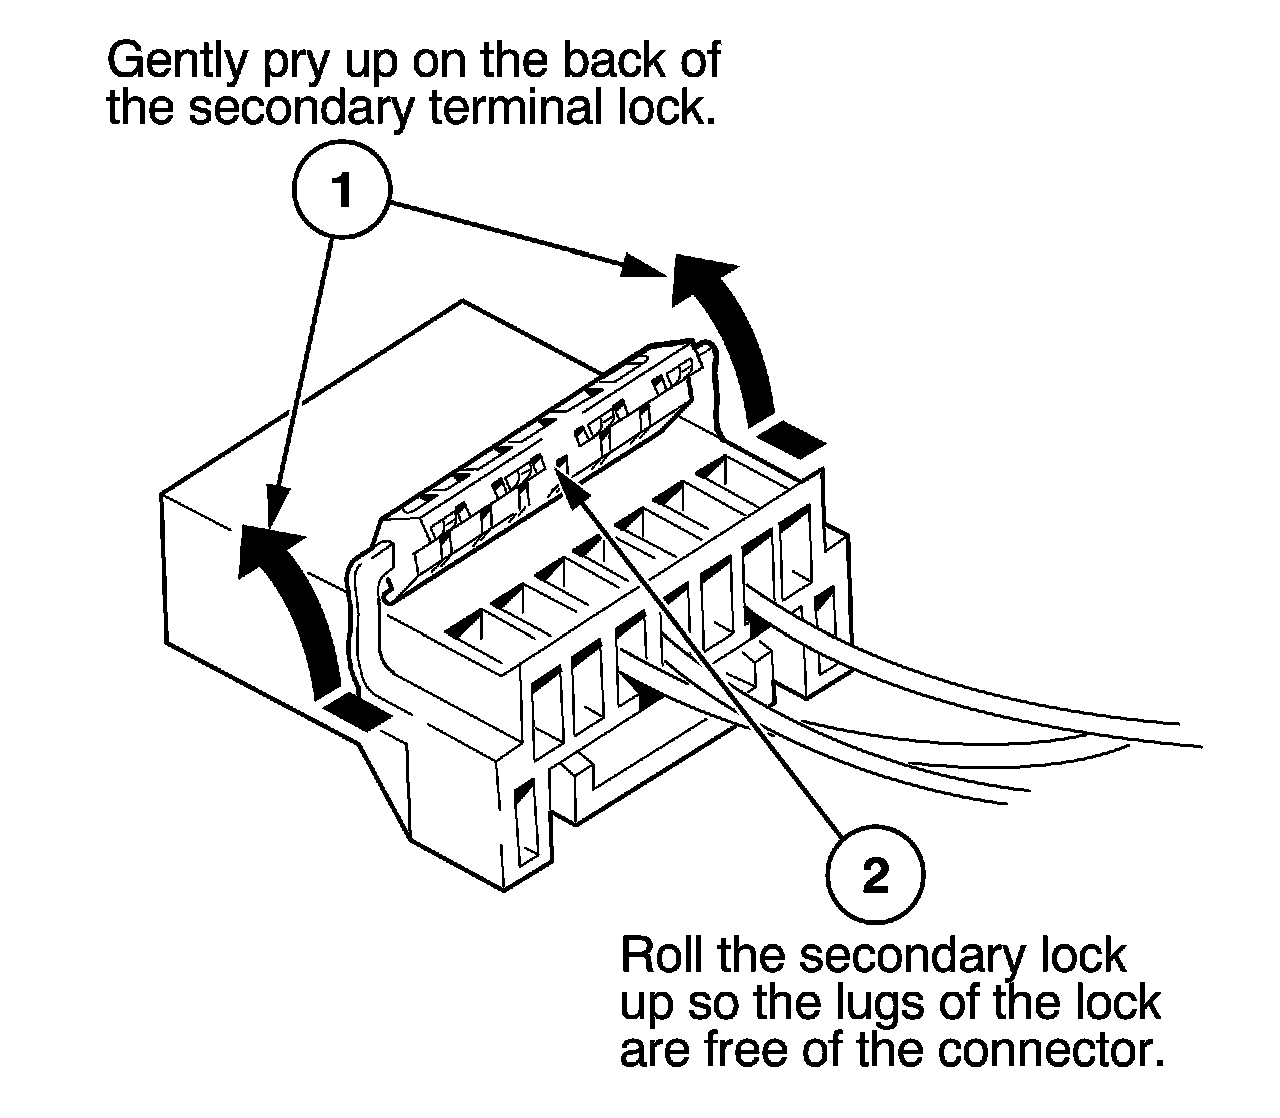 Gently pry up on the back of
the secondary terminal lock.
1
2
Roll the secondary lock
up so the lugs of the lock
are free of the connector.